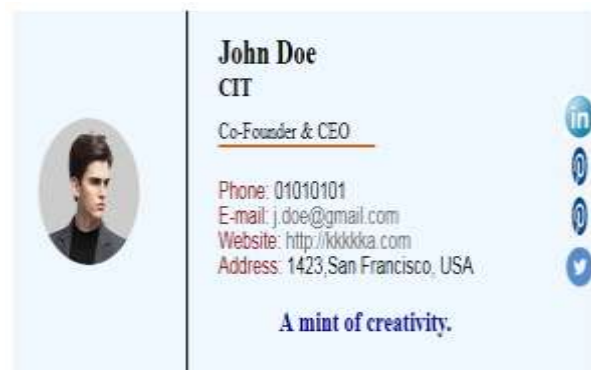 John Doe
CIT
Co-Founder & CEO
Phone: 01010101
E-mail: j.doe@gmail.com
Website: http://kkkkka.com
Address: 1423,San Francisco, USA
A mint of creativity.
in